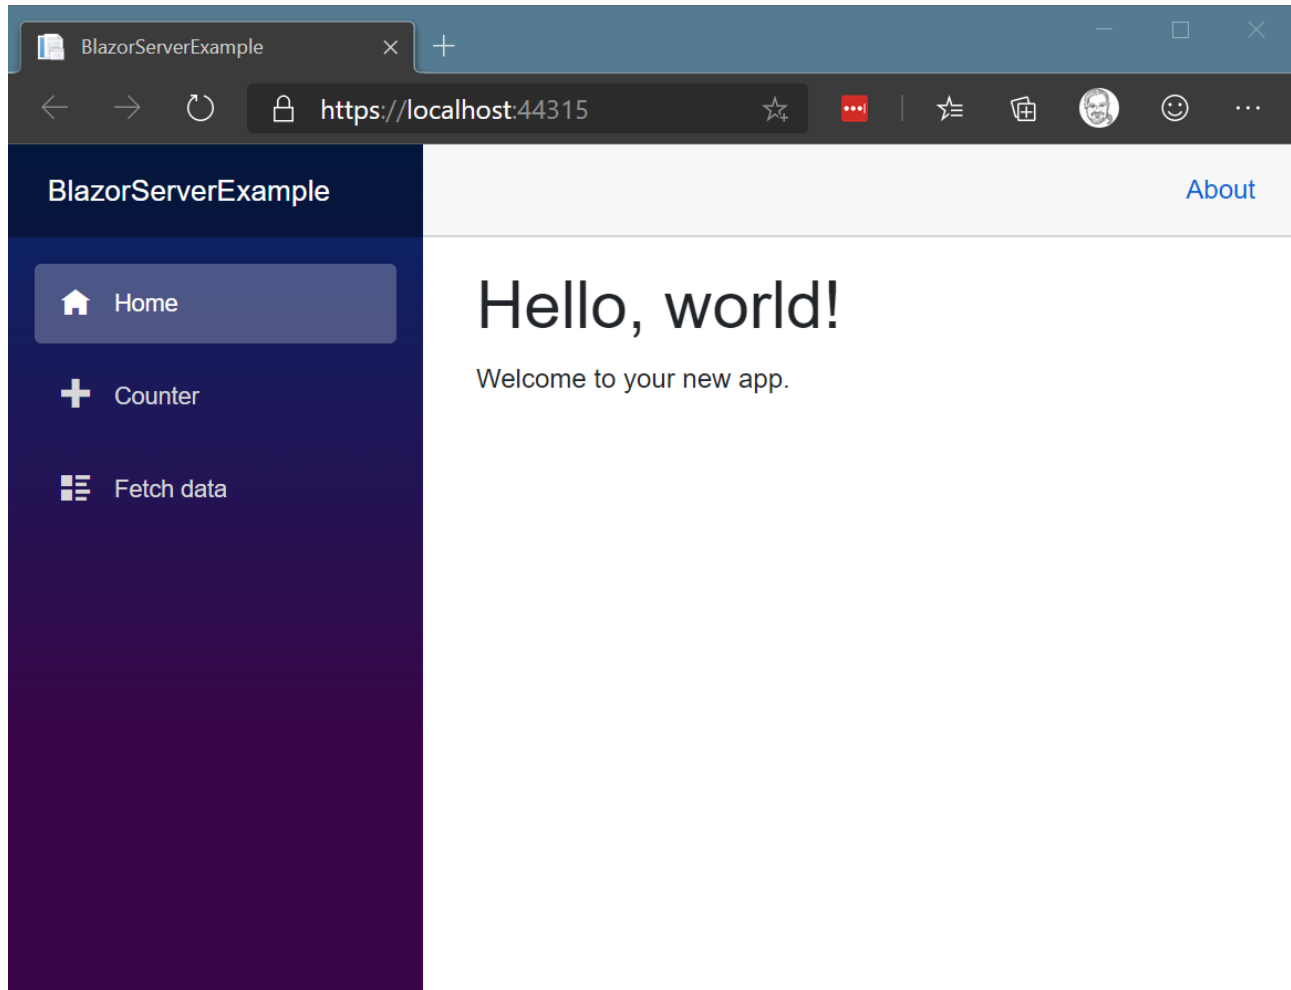 BlazorServerExample
https://localhost:44315
BlazorServerExample
About
Home
Counter
Fetch data
Hello, world!
Welcome to your new app.